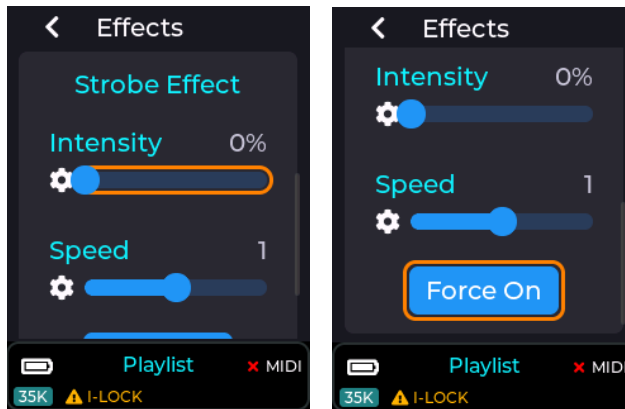 Effects
Strobe Effect
Intensity 0%
Speed 1
Playlist MIDI
35K I-LOCK
Effects
Intensity 0%
Speed 1
Force On
Playlist MIDI
35K I-LOCK